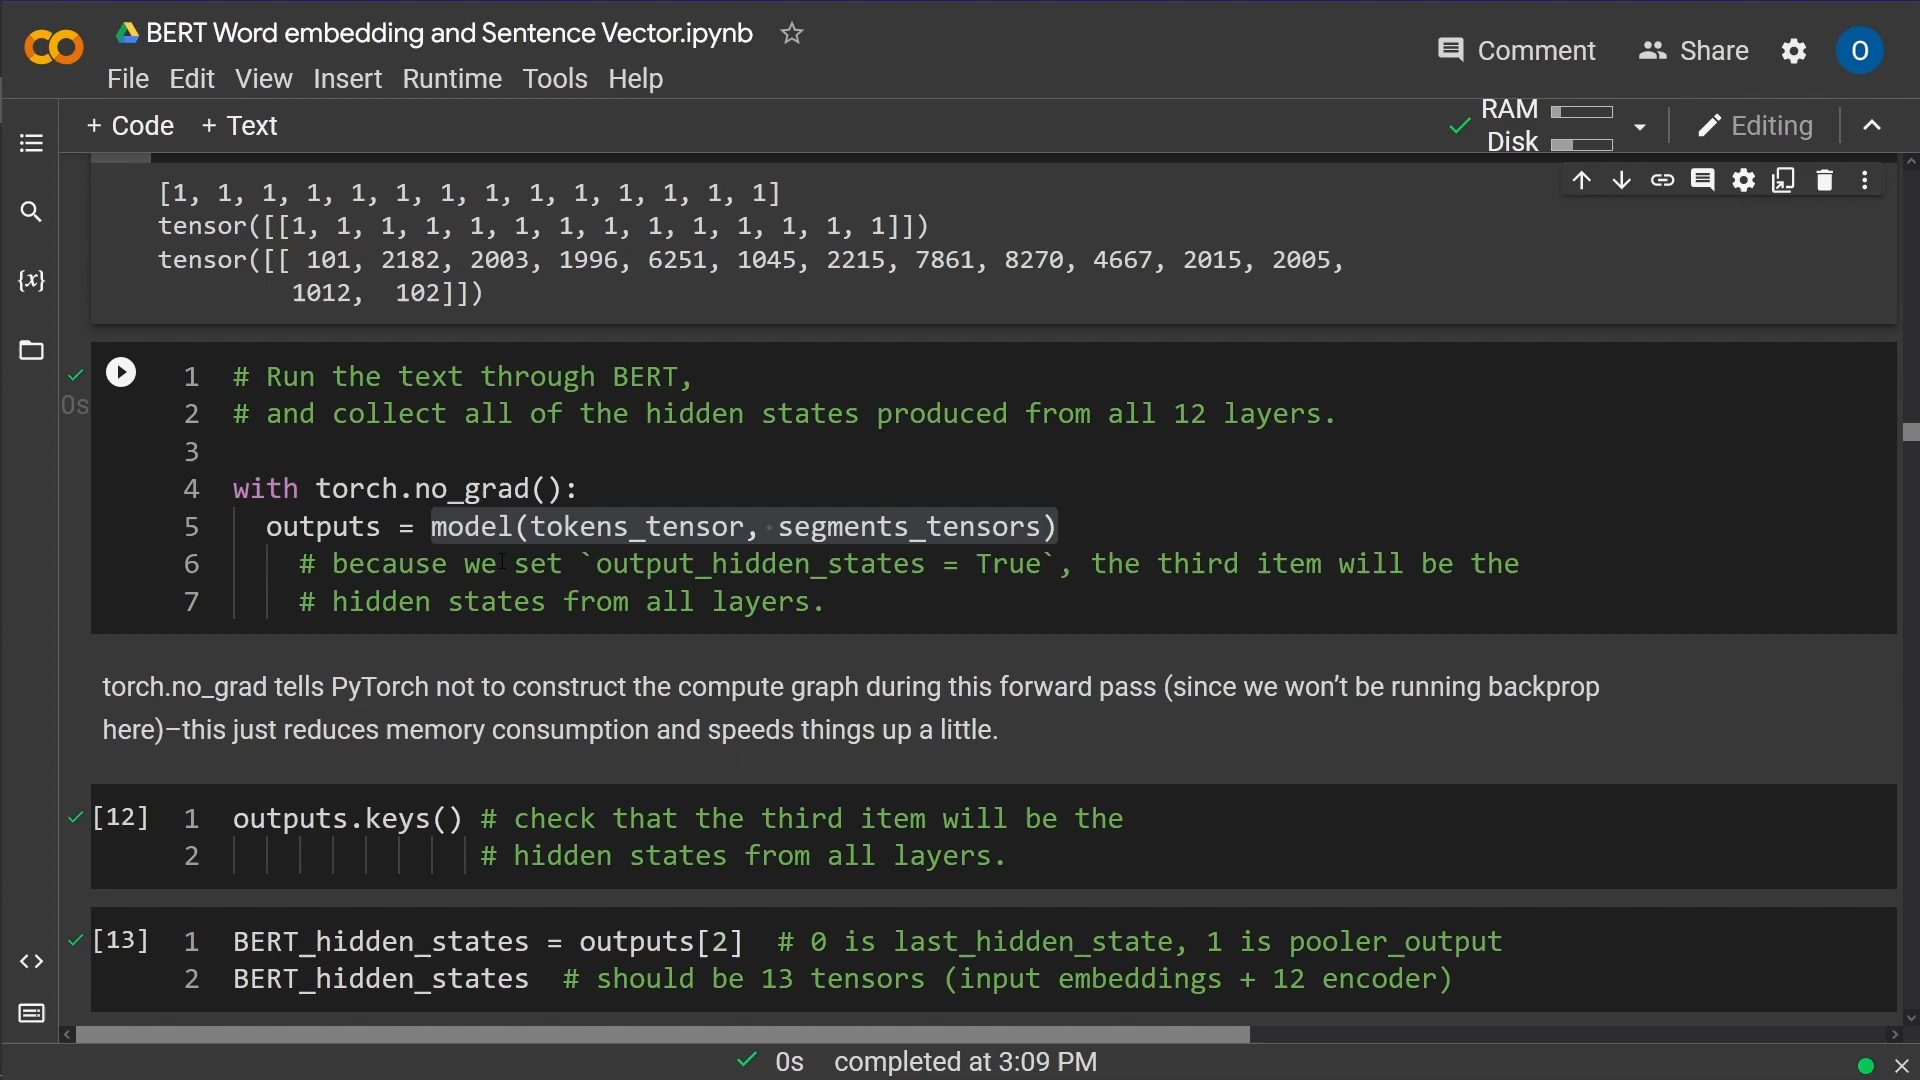 BERT Word embedding and Sentence Vector.ipynb
File Edit View Insert Runtime Tools Help
Comment Share O
+ Code + Text
RAM
Disk
Editing
{x}
[1, 1, 1, 1, 1, 1, 1, 1, 1, 1, 1, 1, 1, 1]
tensor([[1, 1, 1, 1, 1, 1, 1, 1, 1, 1, 1, 1, 1, 1]])
tensor([[ 101, 2182, 2003, 1996, 6251, 1045, 2215, 7861, 8270, 4667, 2015, 2005,
1012, 102]])
0s
1 # Run the text through BERT,
2 # and collect all of the hidden states produced from all 12 layers.
3
4 with torch.no_grad():
5 outputs = model(tokens_tensor, segments_tensors)
6 # because we set `output_hidden_states = True`, the third item will be the
7 # hidden states from all layers.
torch.no_grad tells PyTorch not to construct the compute graph during this forward pass (since we won’t be running backprop
here)–this just reduces memory consumption and speeds things up a little.
[12] 1 outputs.keys() # check that the third item will be the
2 # hidden states from all layers.
[13] 1 BERT_hidden_states = outputs[2] # 0 is last_hidden_state, 1 is pooler_output
2 BERT_hidden_states # should be 13 tensors (input embeddings + 12 encoder)
0s completed at 3:09 PM